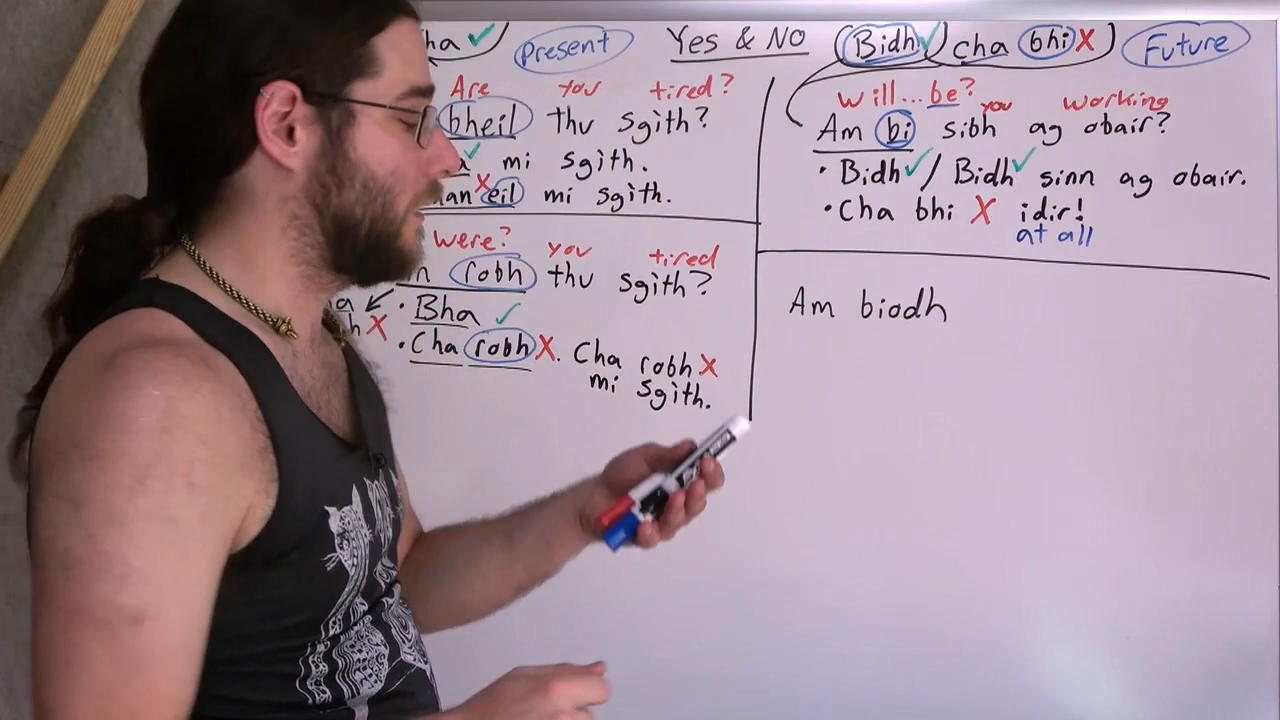 ha ✓ Present Yes & No
Are you tired?
bheil thu sgith?
mi sgìth.
eil mi sgìth.
were? you tired
robh thu sgìth?
• Bha ✓
• Cha robh X. Cha robh X
mi sgìth.
Bidh ✓ cha bhi X Future
Will...be? you working
Am bi sibh ag obair?
• Bidh ✓ / Bidh ✓ sinn ag obair.
• Cha bhi X idir!
at all
Am biodh